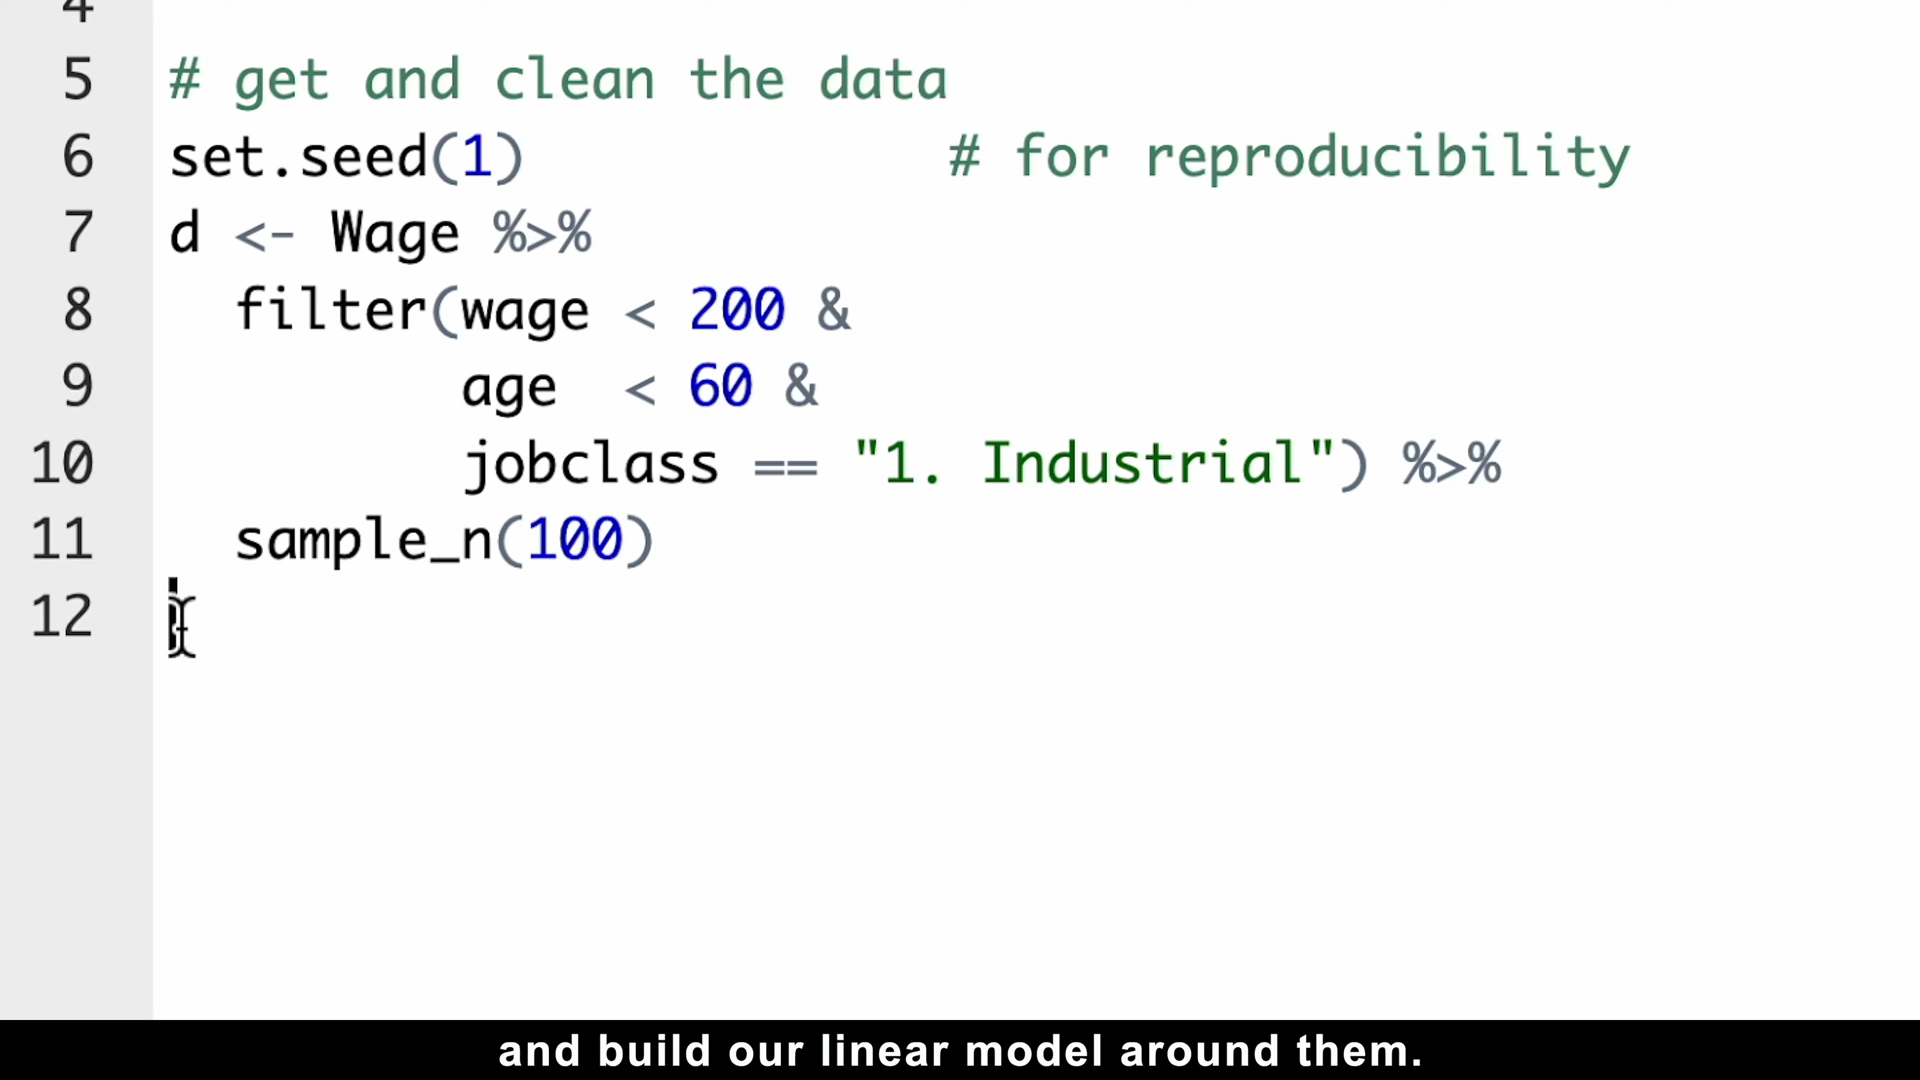 4
5 # get and clean the data
6 set.seed(1) # for reproducibility
7 d <- Wage %>%
8 filter(wage < 200 &
9 age < 60 &
10 jobclass == "1. Industrial") %>%
11 sample_n(100)
12
and build our linear model around them.